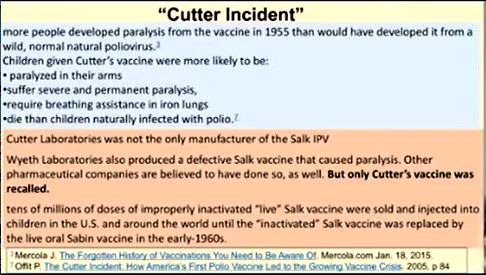 “Cutter Incident”
more people developed paralysis from the vaccine in 1955 than would have developed it from a
wild, normal natural poliovirus.³
Children given Cutter’s vaccine were more likely to be:
• paralyzed in their arms
•suffer severe and permanent paralysis,
•require breathing assistance in iron lungs
•die than children naturally infected with polio.⁷
Cutter Laboratories was not the only manufacturer of the Salk IPV
Wyeth Laboratories also produced a defective Salk vaccine that caused paralysis. Other
pharmaceutical companies are believed to have done so, as well. But only Cutter’s vaccine was
recalled.
tens of millions of doses of improperly inactivated “live” Salk vaccine were sold and injected into
children in the U.S. and around the world until the “inactivated” Salk vaccine was replaced by
the live oral Sabin vaccine in the early-1960s.
Mercola J. The Forgotten History of Vaccinations You Need to Be Aware Of. Mercola.com Jan. 18, 2015.
⁷ Offit P. The Cutter Incident: How America’s First Polio Vaccine Led to the Growing Vaccine Crisis. 2005, p 84